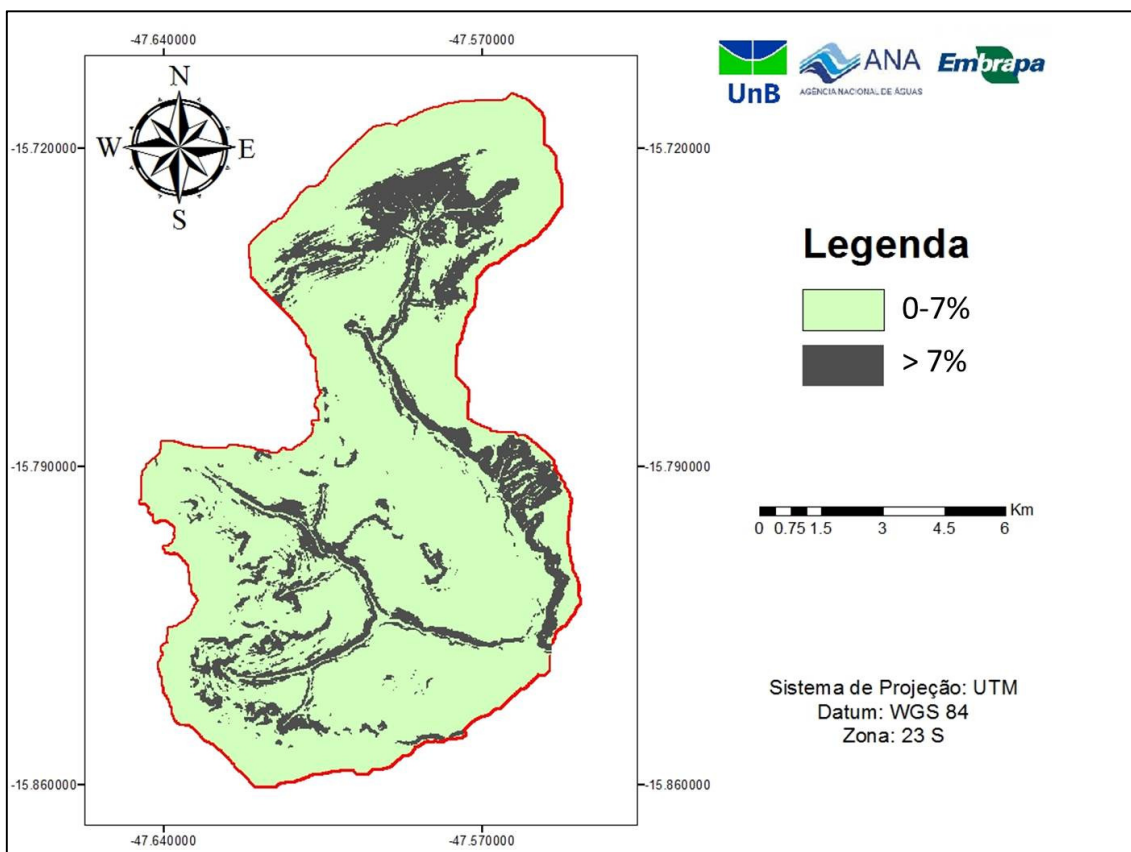 -47.640000
-47.570000
UnB
ANA
AGÊNCIA NACIONAL DE ÁGUAS
Embrapa
N
W
E
S
-15.720000
-15.720000
Legenda
0-7%
> 7%
-15.790000
-15.790000
Km
0 0.75 1.5 3 4.5 6
Sistema de Projeção: UTM
Datum: WGS 84
Zona: 23 S
-15.860000
-15.860000
-47.640000
-47.570000